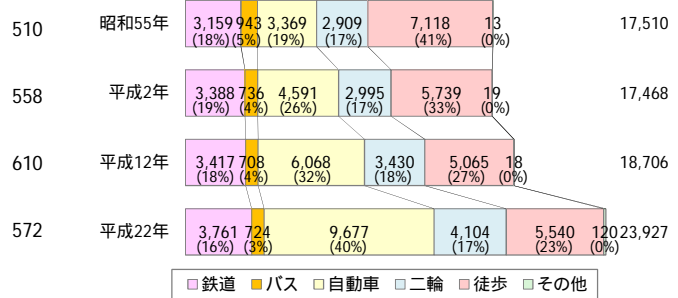 510 昭和55年 3,159 943 3,369 2,909 7,118 13 17,510
(18%) (5%) (19%) (17%) (41%) (0%)
558 平成2年 3,388 736 4,591 2,995 5,739 19 17,468
(19%) (4%) (26%) (17%) (33%) (0%)
610 平成12年 3,417 708 6,068 3,430 5,065 18 18,706
(18%) (4%) (32%) (18%) (27%) (0%)
572 平成22年 3,761 724 9,677 4,104 5,540 120 23,927
(16%) (3%) (40%) (17%) (23%) (0%)
鉄道 バス 自動車 二輪 徒歩 その他